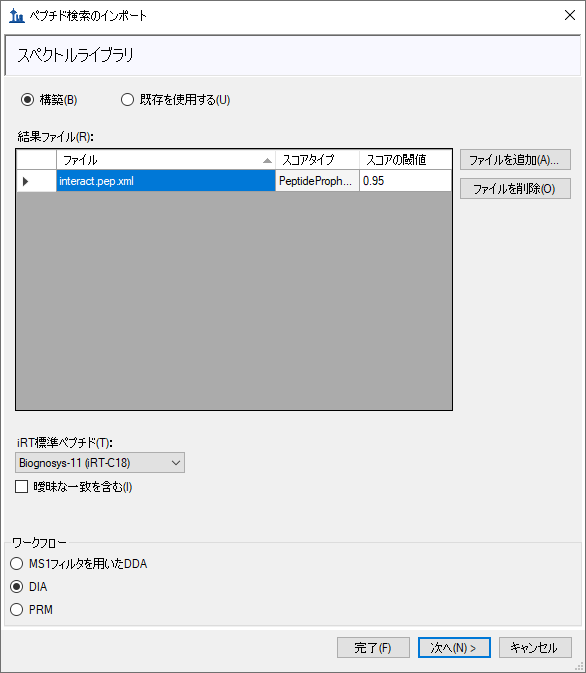 ペプチド検索のインポート
スペクトルライブラリ
構築(B) 既存を使用する(U)
結果ファイル(R):
ファイル スコアタイプ スコアの閾値
interact.pep.xml PeptideProph... 0.95
ファイルを追加(A)...
ファイルを削除(O)
iRT標準ペプチド(T):
Biognosys-11 (iRT-C18)
曖昧な一致を含む(I)
ワークフロー
MS1フィルタを用いたDDA
DIA
PRM
完了(F) 次へ(N) > キャンセル